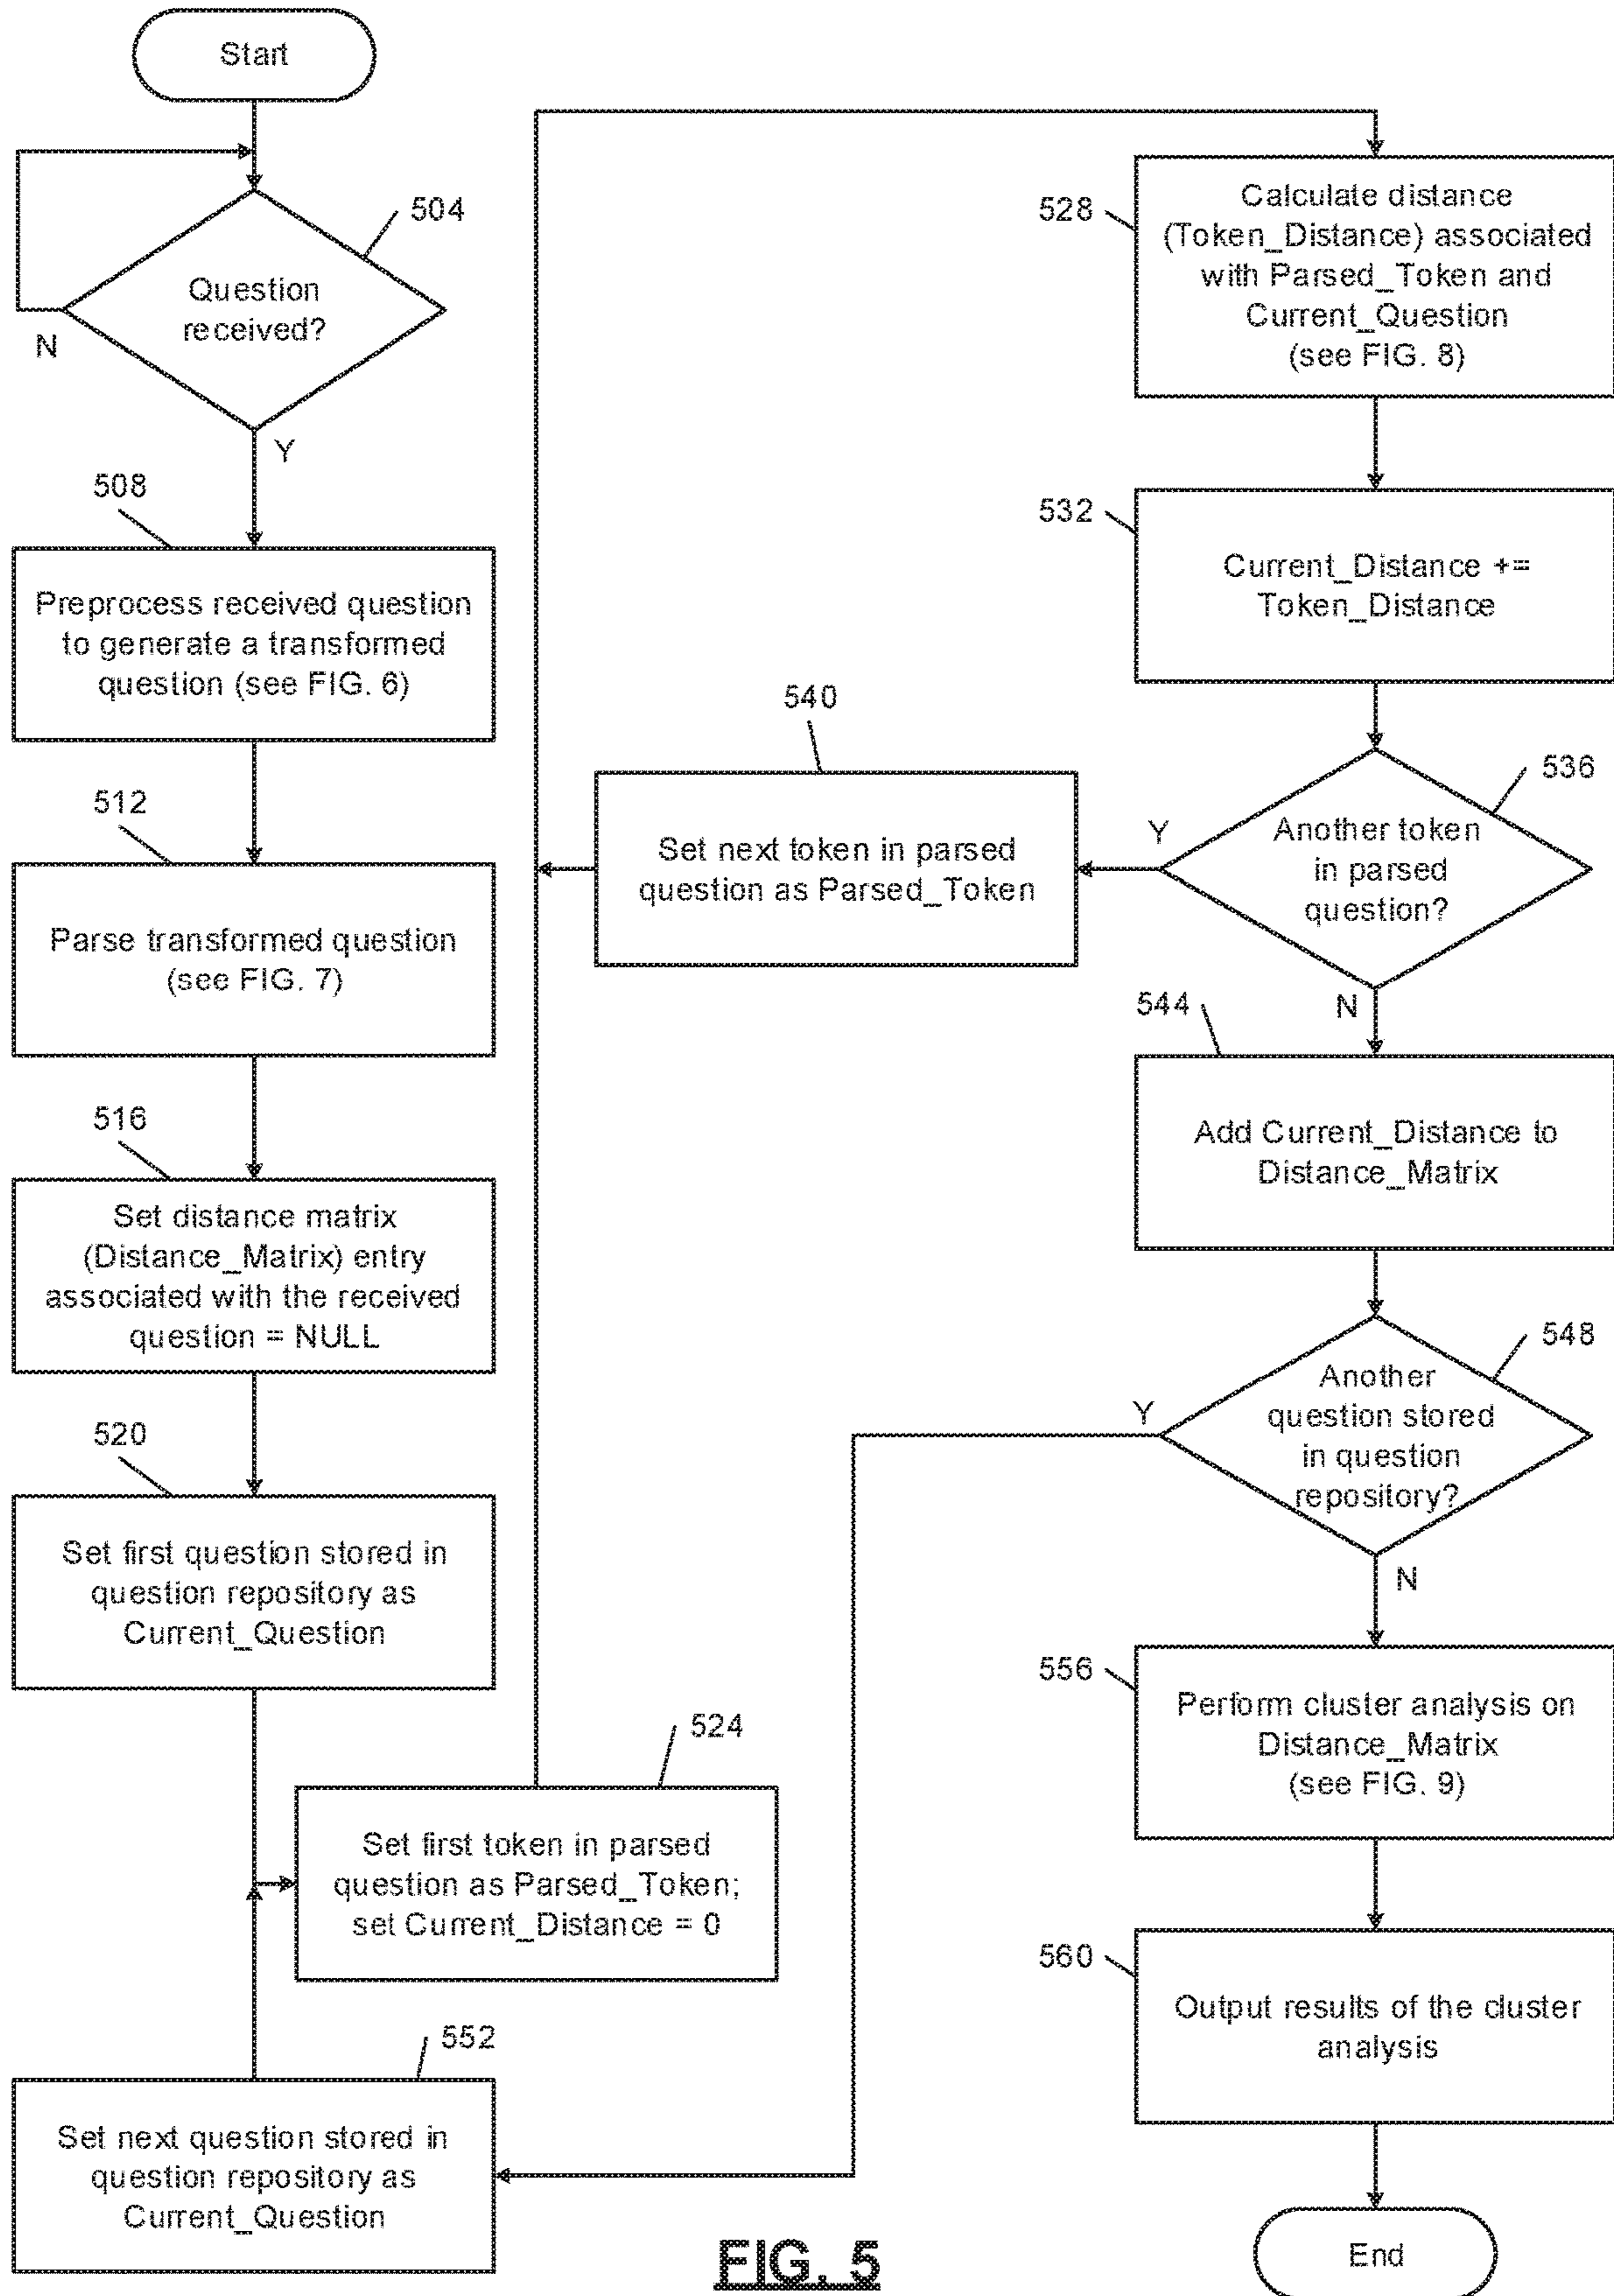 Start
504
Question
received?
N
Y
508
Preprocess received question
to generate a transformed
question (see FIG. 6)
512
Parse transformed question
(see FIG. 7)
516
Set distance matrix
(Distance_Matrix) entry
associated with the received
question = NULL
520
Set first question stored in
question repository as
Current_Question
524
Set first token in parsed
question as Parsed_Token;
set Current_Distance = 0
552
Set next question stored in
question repository as
Current_Question
528
Calculate distance
(Token_Distance) associated
with Parsed_Token and
Current_Question
(see FIG. 8)
532
Current_Distance +=
Token_Distance
536
Another token
in parsed
question?
Y
N
540
Set next token in parsed
question as Parsed_Token
544
Add Current_Distance to
Distance_Matrix
548
Another
question stored
in question
repository?
Y
N
556
Perform cluster analysis on
Distance_Matrix
(see FIG. 9)
560
Output results of the cluster
analysis
End
FIG. 5